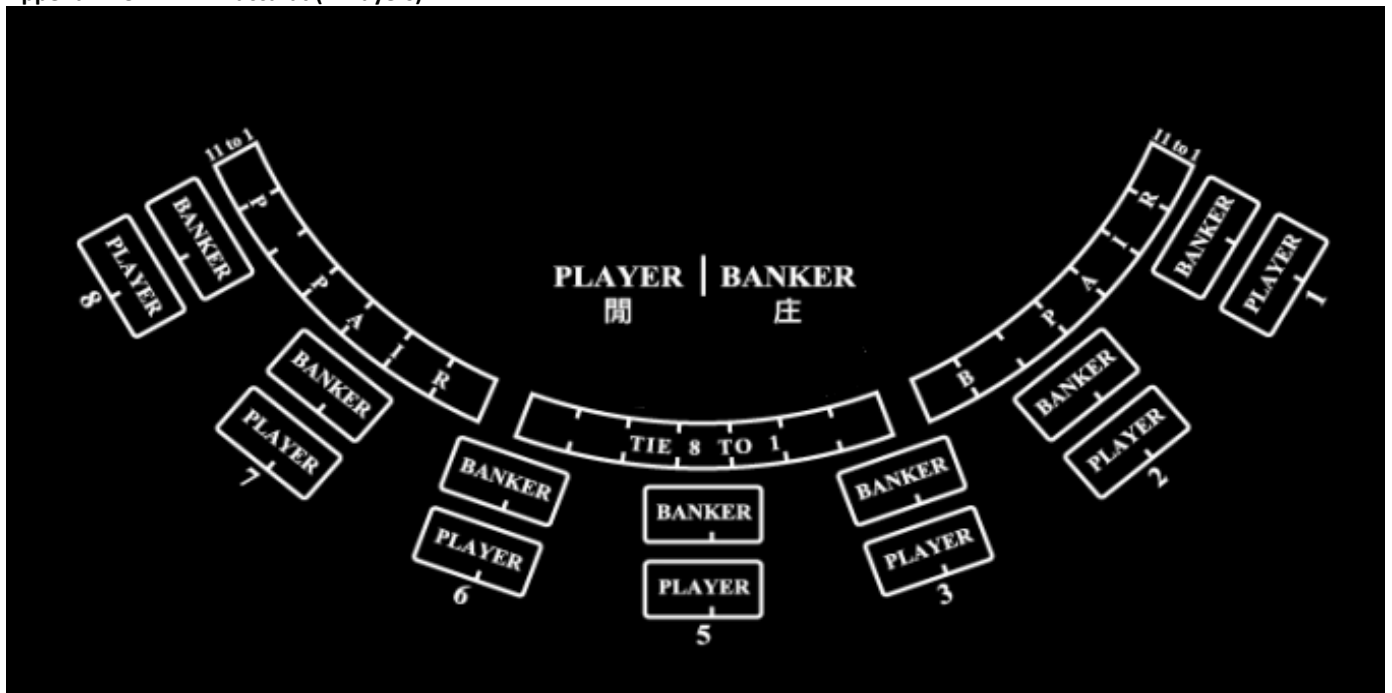 11 to 1
11 to 1
P . P A I R
B . P A I R
PLAYER | BANKER
閒 庄
TIE 8 TO 1
BANKER
PLAYER
8
BANKER
PLAYER
7
BANKER
PLAYER
6
BANKER
PLAYER
5
BANKER
PLAYER
3
BANKER
PLAYER
2
BANKER
PLAYER
1